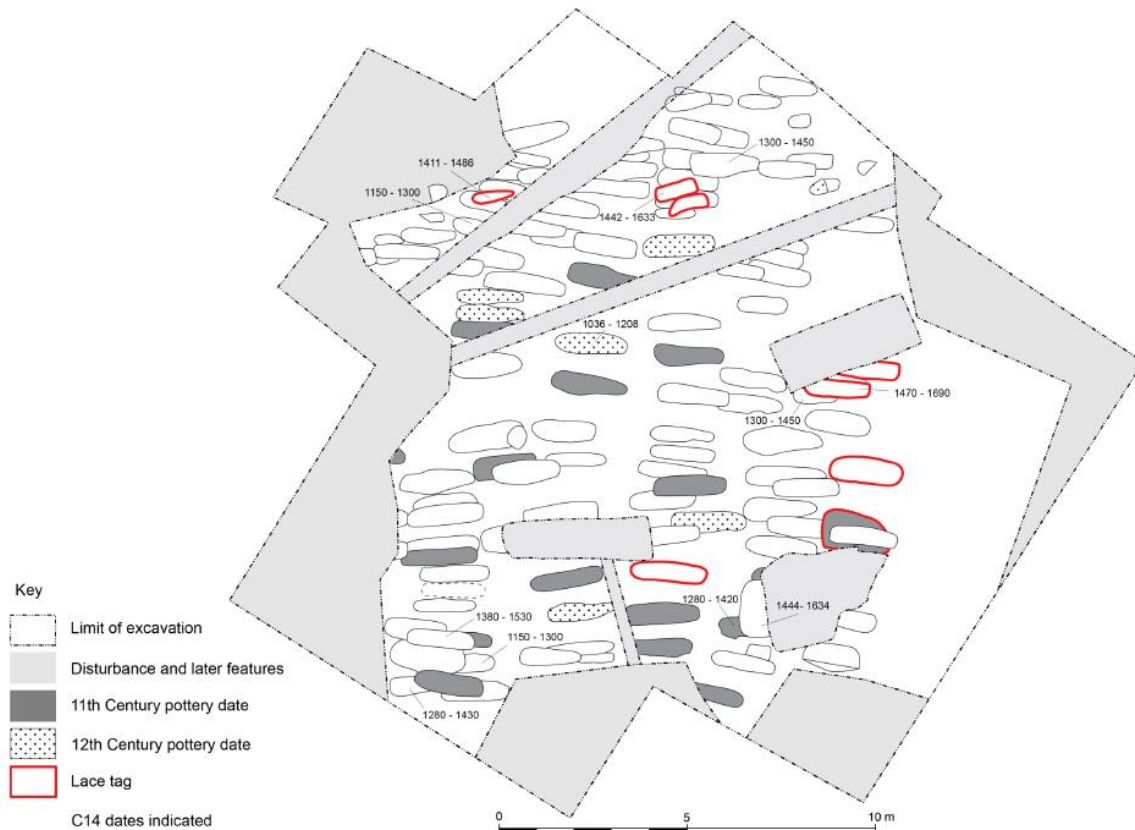 1300 - 1450
1411 - 1486
1150 - 1300
1442 - 1633
1036 - 1208
1470 - 1690
1300 - 1450
1280 - 1420
1444- 1634
1380 - 1530
1150 - 1300
1280 - 1430
Key
Limit of excavation
Disturbance and later features
11th Century pottery date
12th Century pottery date
Lace tag
C14 dates indicated
0 5 10 m